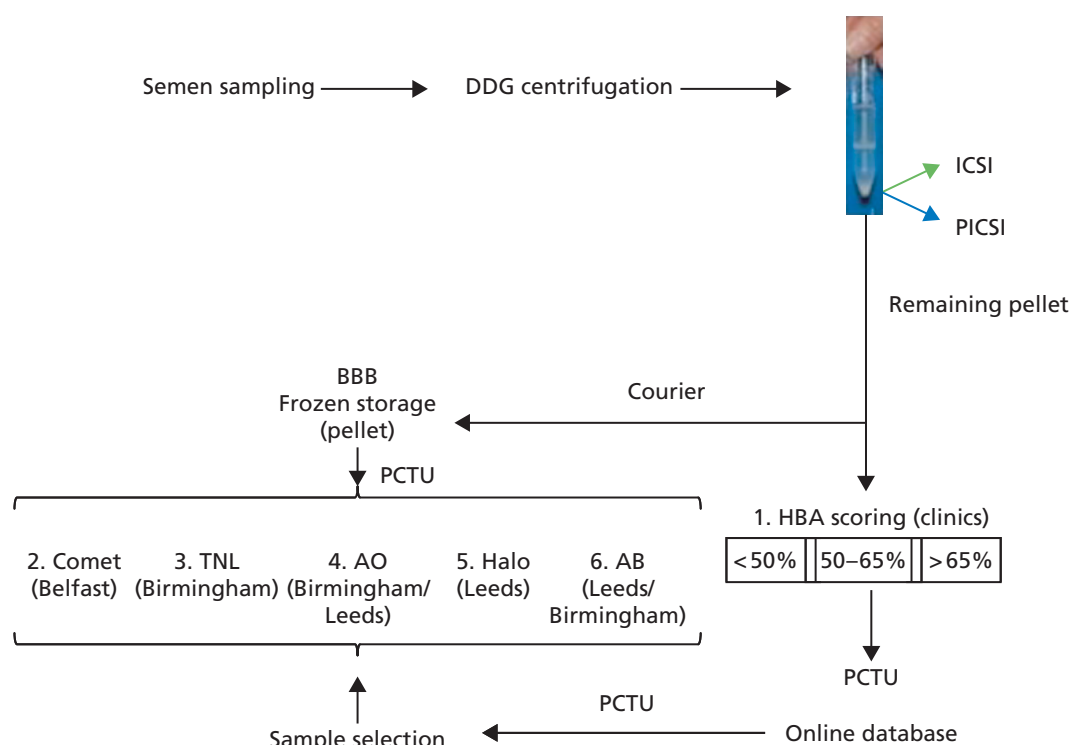 Semen sampling
DDG centrifugation
ICSI
PICSI
Remaining pellet
BBB
Frozen storage
(pellet)
Courier
PCTU
1. HBA scoring (clinics)
<50%
50–65%
>65%
2. Comet
(Belfast)
3. TNL
(Birmingham)
4. AO
(Birmingham/
Leeds)
5. Halo
(Leeds)
6. AB
(Leeds/
Birmingham)
PCTU
PCTU
Online database
Sample selection